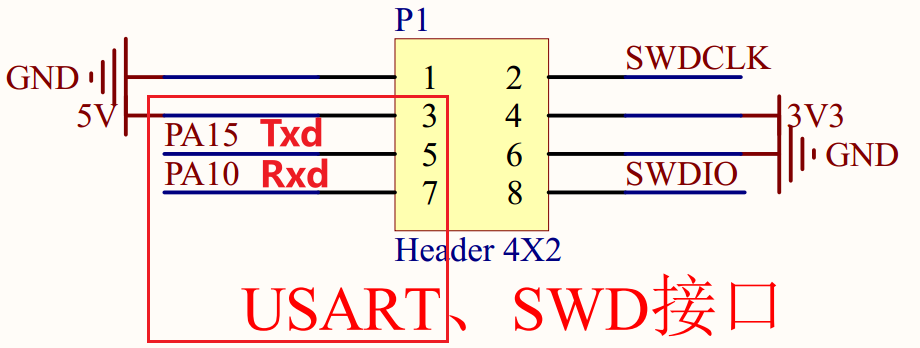 P1
GND 1 2 SWDCLK
5V 3 4 3V3
PA15 Txd 5 6 GND
PA10 Rxd 7 8 SWDIO
Header 4X2
USART、SWD接口